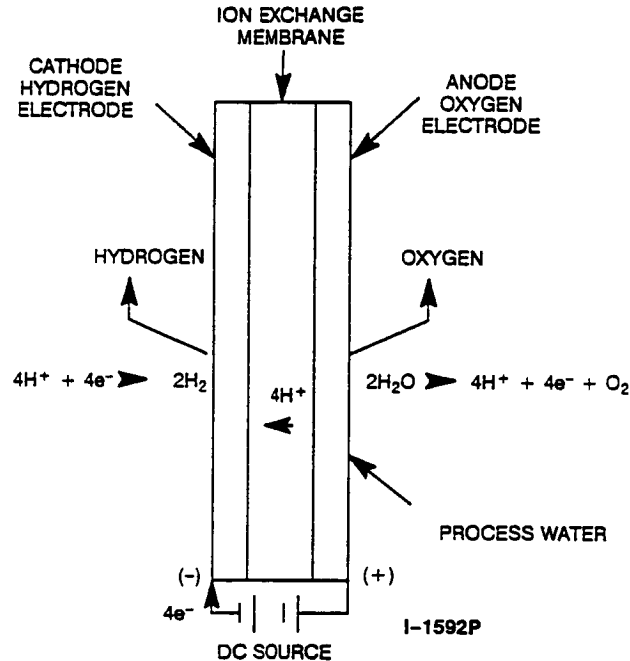 ION EXCHANGE
MEMBRANE
CATHODE
HYDROGEN
ELECTRODE
ANODE
OXYGEN
ELECTRODE
HYDROGEN
OXYGEN
4H⁺ + 4e⁻ ➤ 2H₂
4H⁺
2H₂O ➤ 4H⁺ + 4e⁻ + O₂
PROCESS WATER
(-)
(+)
4e⁻
I-1592P
DC SOURCE